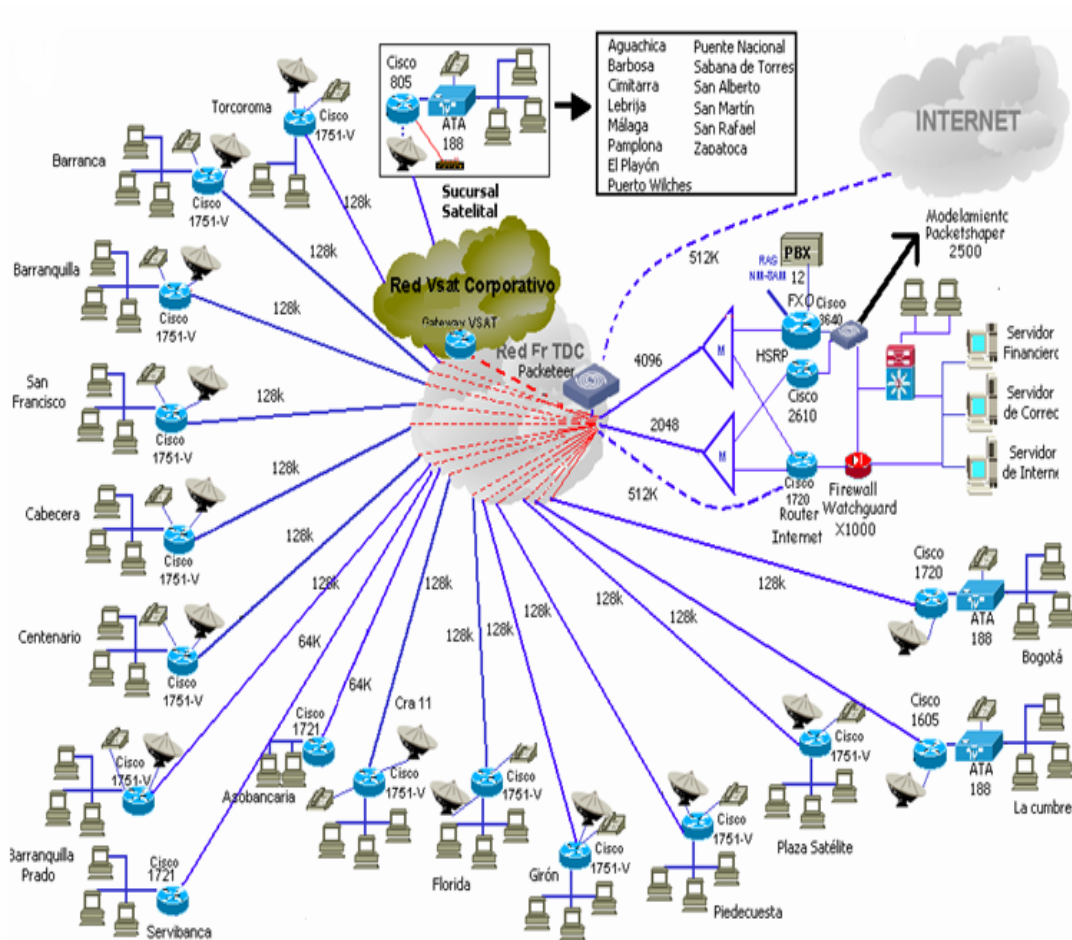 Cisco
805
ATA
188
Sucursal
Satelital
Aguachica
Barbosa
Cimitarra
Lebrija
Málaga
Pamplona
El Playón
Puerto Wilches
Puente Nacional
Sabana de Torres
San Alberto
San Martín
San Rafael
Zapatoca
INTERNET
Torcoroma
Cisco
1751-V
128k
Barranca
Cisco
1751-V
128k
Barranquilla
Cisco
1751-V
128k
San
Francisco
Cisco
1751-V
128k
Cabecera
Cisco
1751-V
128k
Centenario
Cisco
1751-V
128k
Red Vsat Corporativo
Gateway VSAT
Red Fr TDC
Packeteer
512K
4096
2048
512K
M
M
RAS
PBX
12
FXO
Cisco
3640
HSRP
Cisco
2610
Cisco
1720
Router
Internet
Modelamiento
Packetshaper
2500
Firewall
Watchguard
X1000
Servidor
Financiero
Servidor
de Correo
Servidor
de Interne
Barranquilla
Prado
Cisco
1751-V
128k
Servibanca
Cisco
1721
64K
Asobancaria
Cisco
1721
64K
Cra 11
Cisco
1751-V
128k
Florida
Cisco
1751-V
128k
Girón
Cisco
1751-V
128k
Piedecuesta
Cisco
1751-V
128k
Plaza Satélite
Cisco
1751-V
128k
La cumbre
Cisco
1605
ATA
188
128k
Bogotá
Cisco
1720
ATA
188
128k